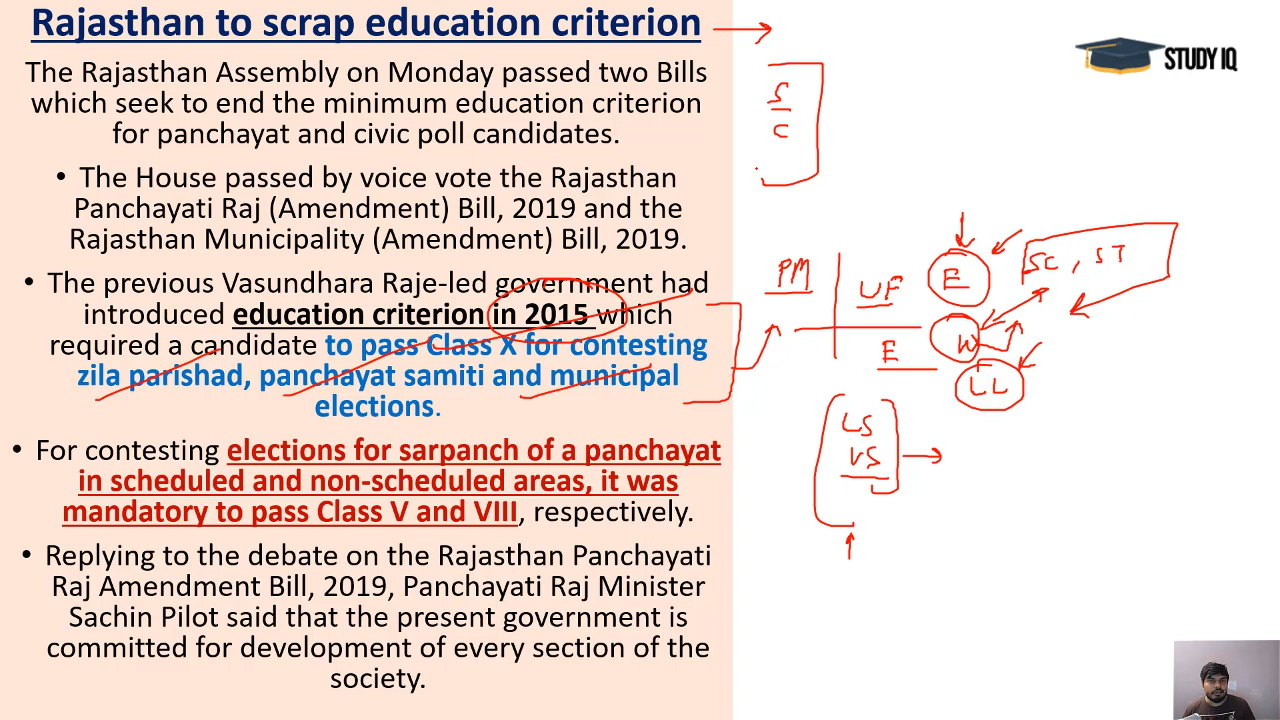 Rajasthan to scrap education criterion
The Rajasthan Assembly on Monday passed two Bills
which seek to end the minimum education criterion
for panchayat and civic poll candidates.
• The House passed by voice vote the Rajasthan
Panchayati Raj (Amendment) Bill, 2019 and the
Rajasthan Municipality (Amendment) Bill, 2019.
• The previous Vasundhara Raje-led government had
introduced education criterion in 2015 which
required a candidate to pass Class X for contesting
zila parishad, panchayat samiti and municipal
elections.
• For contesting elections for sarpanch of a panchayat
in scheduled and non-scheduled areas, it was
mandatory to pass Class V and VIII, respectively.
• Replying to the debate on the Rajasthan Panchayati
Raj Amendment Bill, 2019, Panchayati Raj Minister
Sachin Pilot said that the present government is
committed for development of every section of the
society.
STUDY IQ
S
C
PM
UF
E
SC, ST
E
W
LL
LS
VS